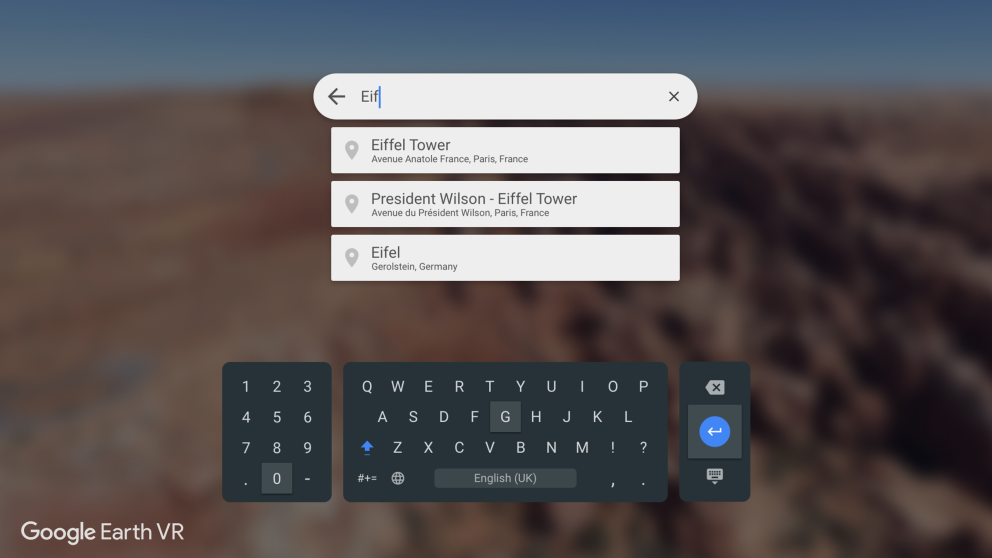 Eif
Eiffel Tower
Avenue Anatole France, Paris, France
President Wilson - Eiffel Tower
Avenue du Président Wilson, Paris, France
Eifel
Gerolstein, Germany
1 2 3
4 5 6
7 8 9
. 0 -
Q W E R T Y U I O P
A S D F G H J K L
Z X C V B N M ! ?
#+= English (UK) , .
Google Earth VR